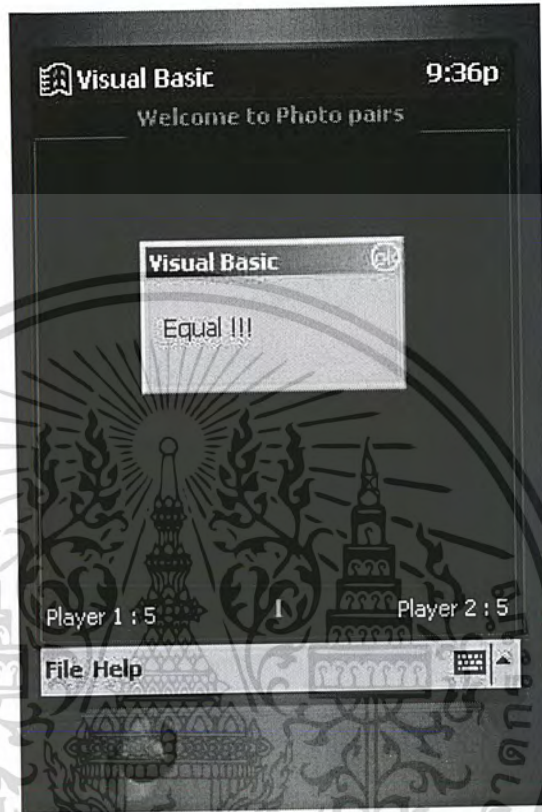 Visual Basic 9:36p
Welcome to Photo pairs
Visual Basic ok
Equal !!!
Player 1 : 5 1 Player 2 : 5
File Help